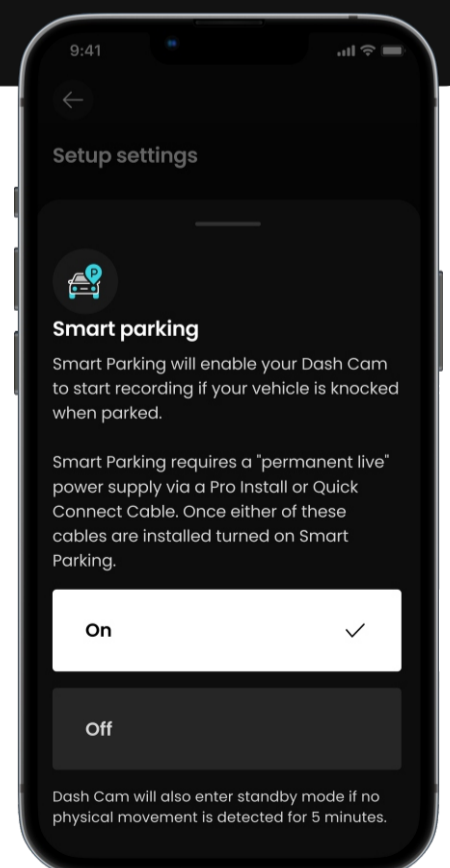 9:41
Setup settings
P
Smart parking
Smart Parking will enable your Dash Cam
to start recording if your vehicle is knocked
when parked.
Smart Parking requires a "permanent live"
power supply via a Pro Install or Quick
Connect Cable. Once either of these
cables are installed turned on Smart
Parking.
On
Off
Dash Cam will also enter standby mode if no
physical movement is detected for 5 minutes.